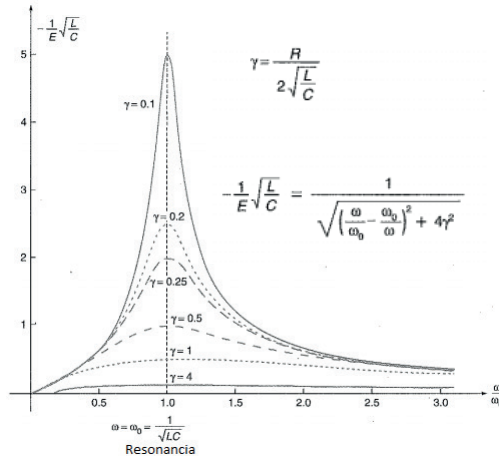 -1/E √L/C
5
4
3
2
1
γ = R / 2√L/C
-1/E √L/C = 1 / √(ω/ω₀ - ω₀/ω)² + 4γ²
γ=0.1
γ=0.2
γ=0.25
γ=0.5
γ=1
γ=4
0.5
1.0
1.5
2.0
2.5
3.0
ω/ω
ω=ω₀= 1/√LC
Resonancia